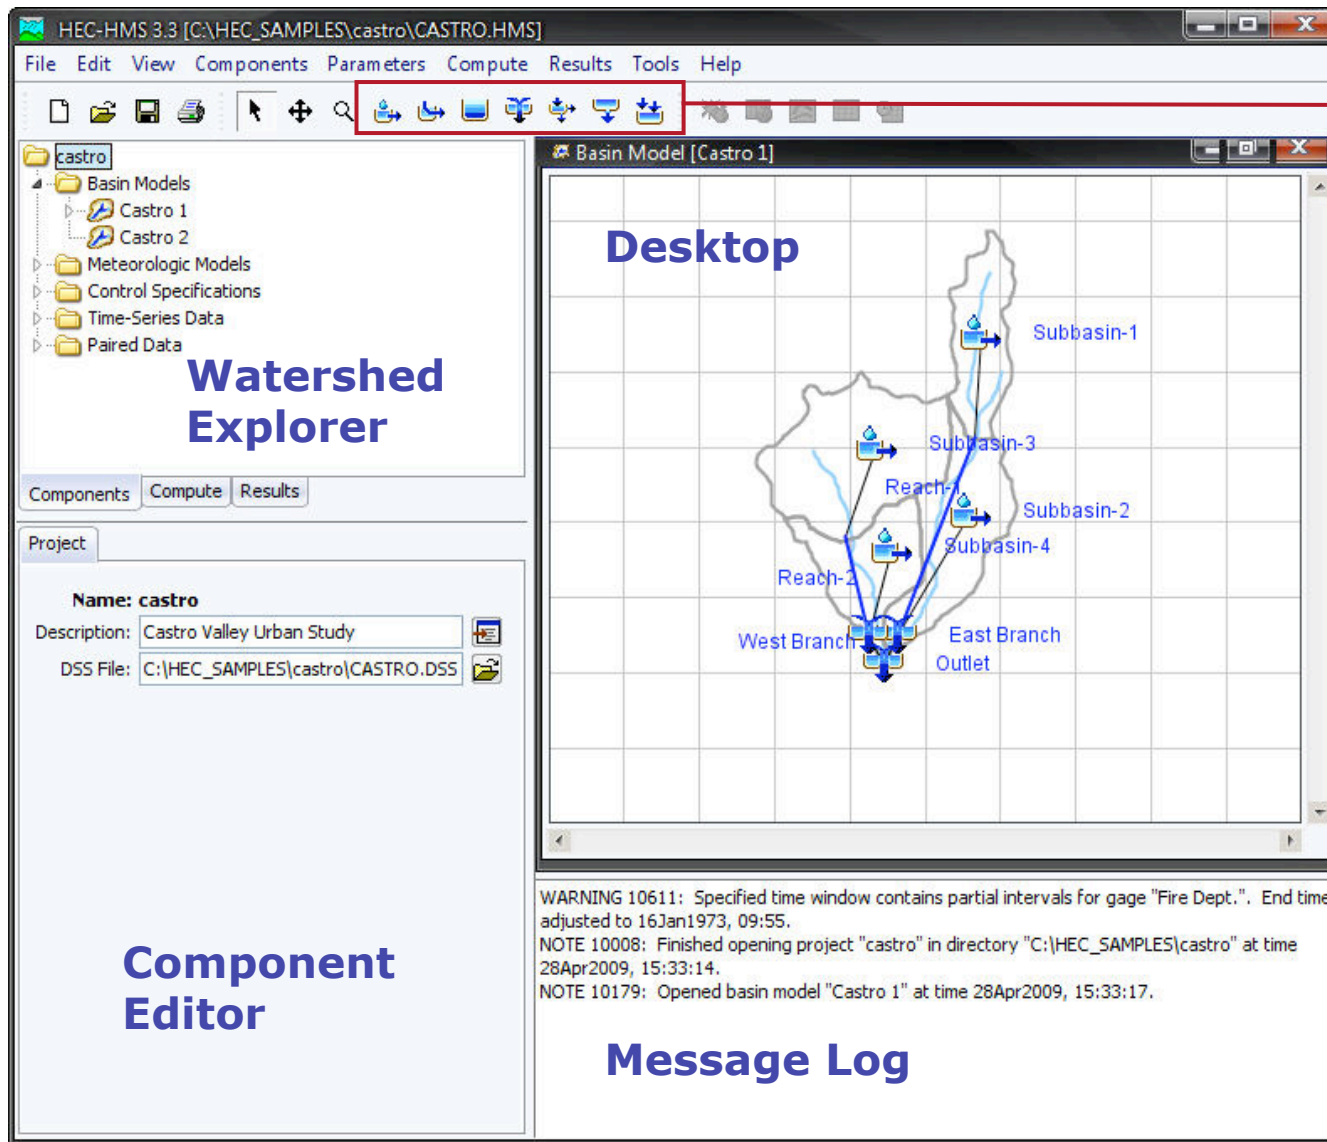 HEC-HMS 3.3 [C:\HEC_SAMPLES\castro\CASTRO.HMS]
File Edit View Components Parameters Compute Results Tools Help
castro
Basin Models
Castro 1
Castro 2
Meteorologic Models
Control Specifications
Time-Series Data
Paired Data
Watershed
Explorer
Components Compute Results
Project
Name: castro
Description: Castro Valley Urban Study
DSS File: C:\HEC_SAMPLES\castro\CASTRO.DSS
Component
Editor
Basin Model [Castro 1]
Desktop
Subbasin-1
Subbasin-3
Reach-1
Subbasin-2
Subbasin-4
Reach-2
West Branch
East Branch
Outlet
WARNING 10611: Specified time window contains partial intervals for gage "Fire Dept.". End time
adjusted to 16Jan1973, 09:55.
NOTE 10008: Finished opening project "castro" in directory "C:\HEC_SAMPLES\castro" at time
28Apr2009, 15:33:14.
NOTE 10179: Opened basin model "Castro 1" at time 28Apr2009, 15:33:17.
Message Log